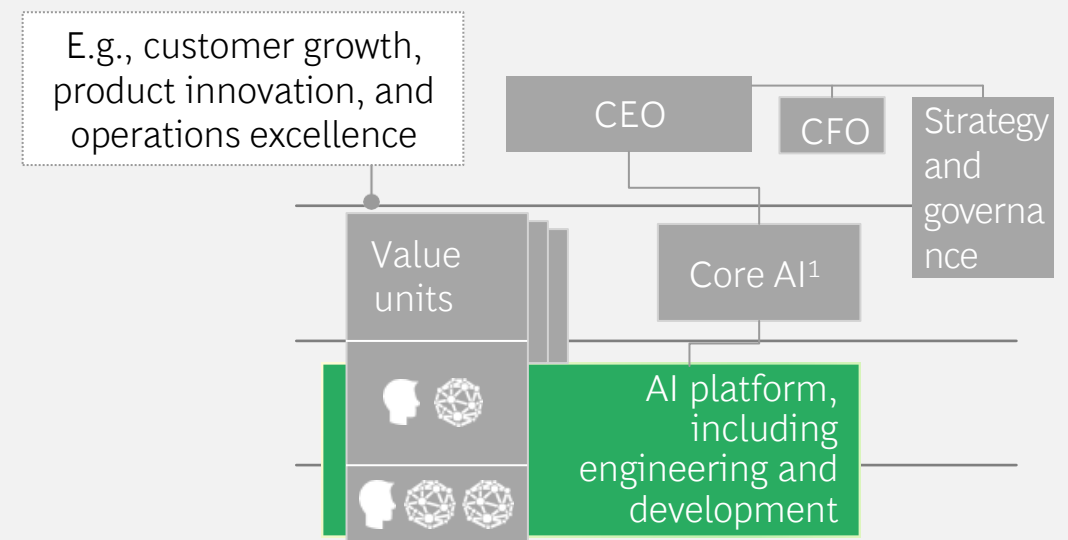 E.g., customer growth,
product innovation, and
operations excellence
CEO
CFO
Strategy
and
governa
nce
Value
units
Core AI¹
AI platform,
including
engineering and
development